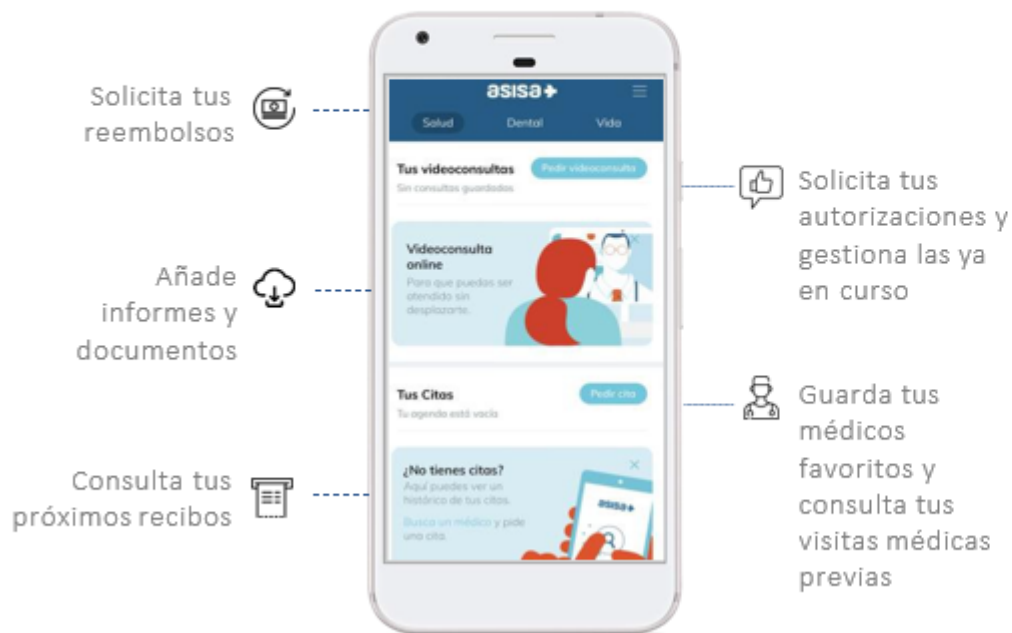 Solicita tus
reembolsos
Añade
informes y
documentos
Consulta tus
próximos recibos
asisa+
Salud
Dental
Vida
Tus videoconsultas
Pedir videoconsulta
Sin consultas guardadas
Videoconsulta
online
Para que puedas ser
atendido sin
desplazarte.
Tus Citas
Pedir cita
Tu agenda está vacía
¿No tienes citas?
Aquí puedes ver un
histórico de tus citas.
Busca un médico y pide
una cita.
asisa+
Solicita tus
autorizaciones y
gestiona las ya
en curso
Guarda tus
médicos
favoritos y
consulta tus
visitas médicas
previas